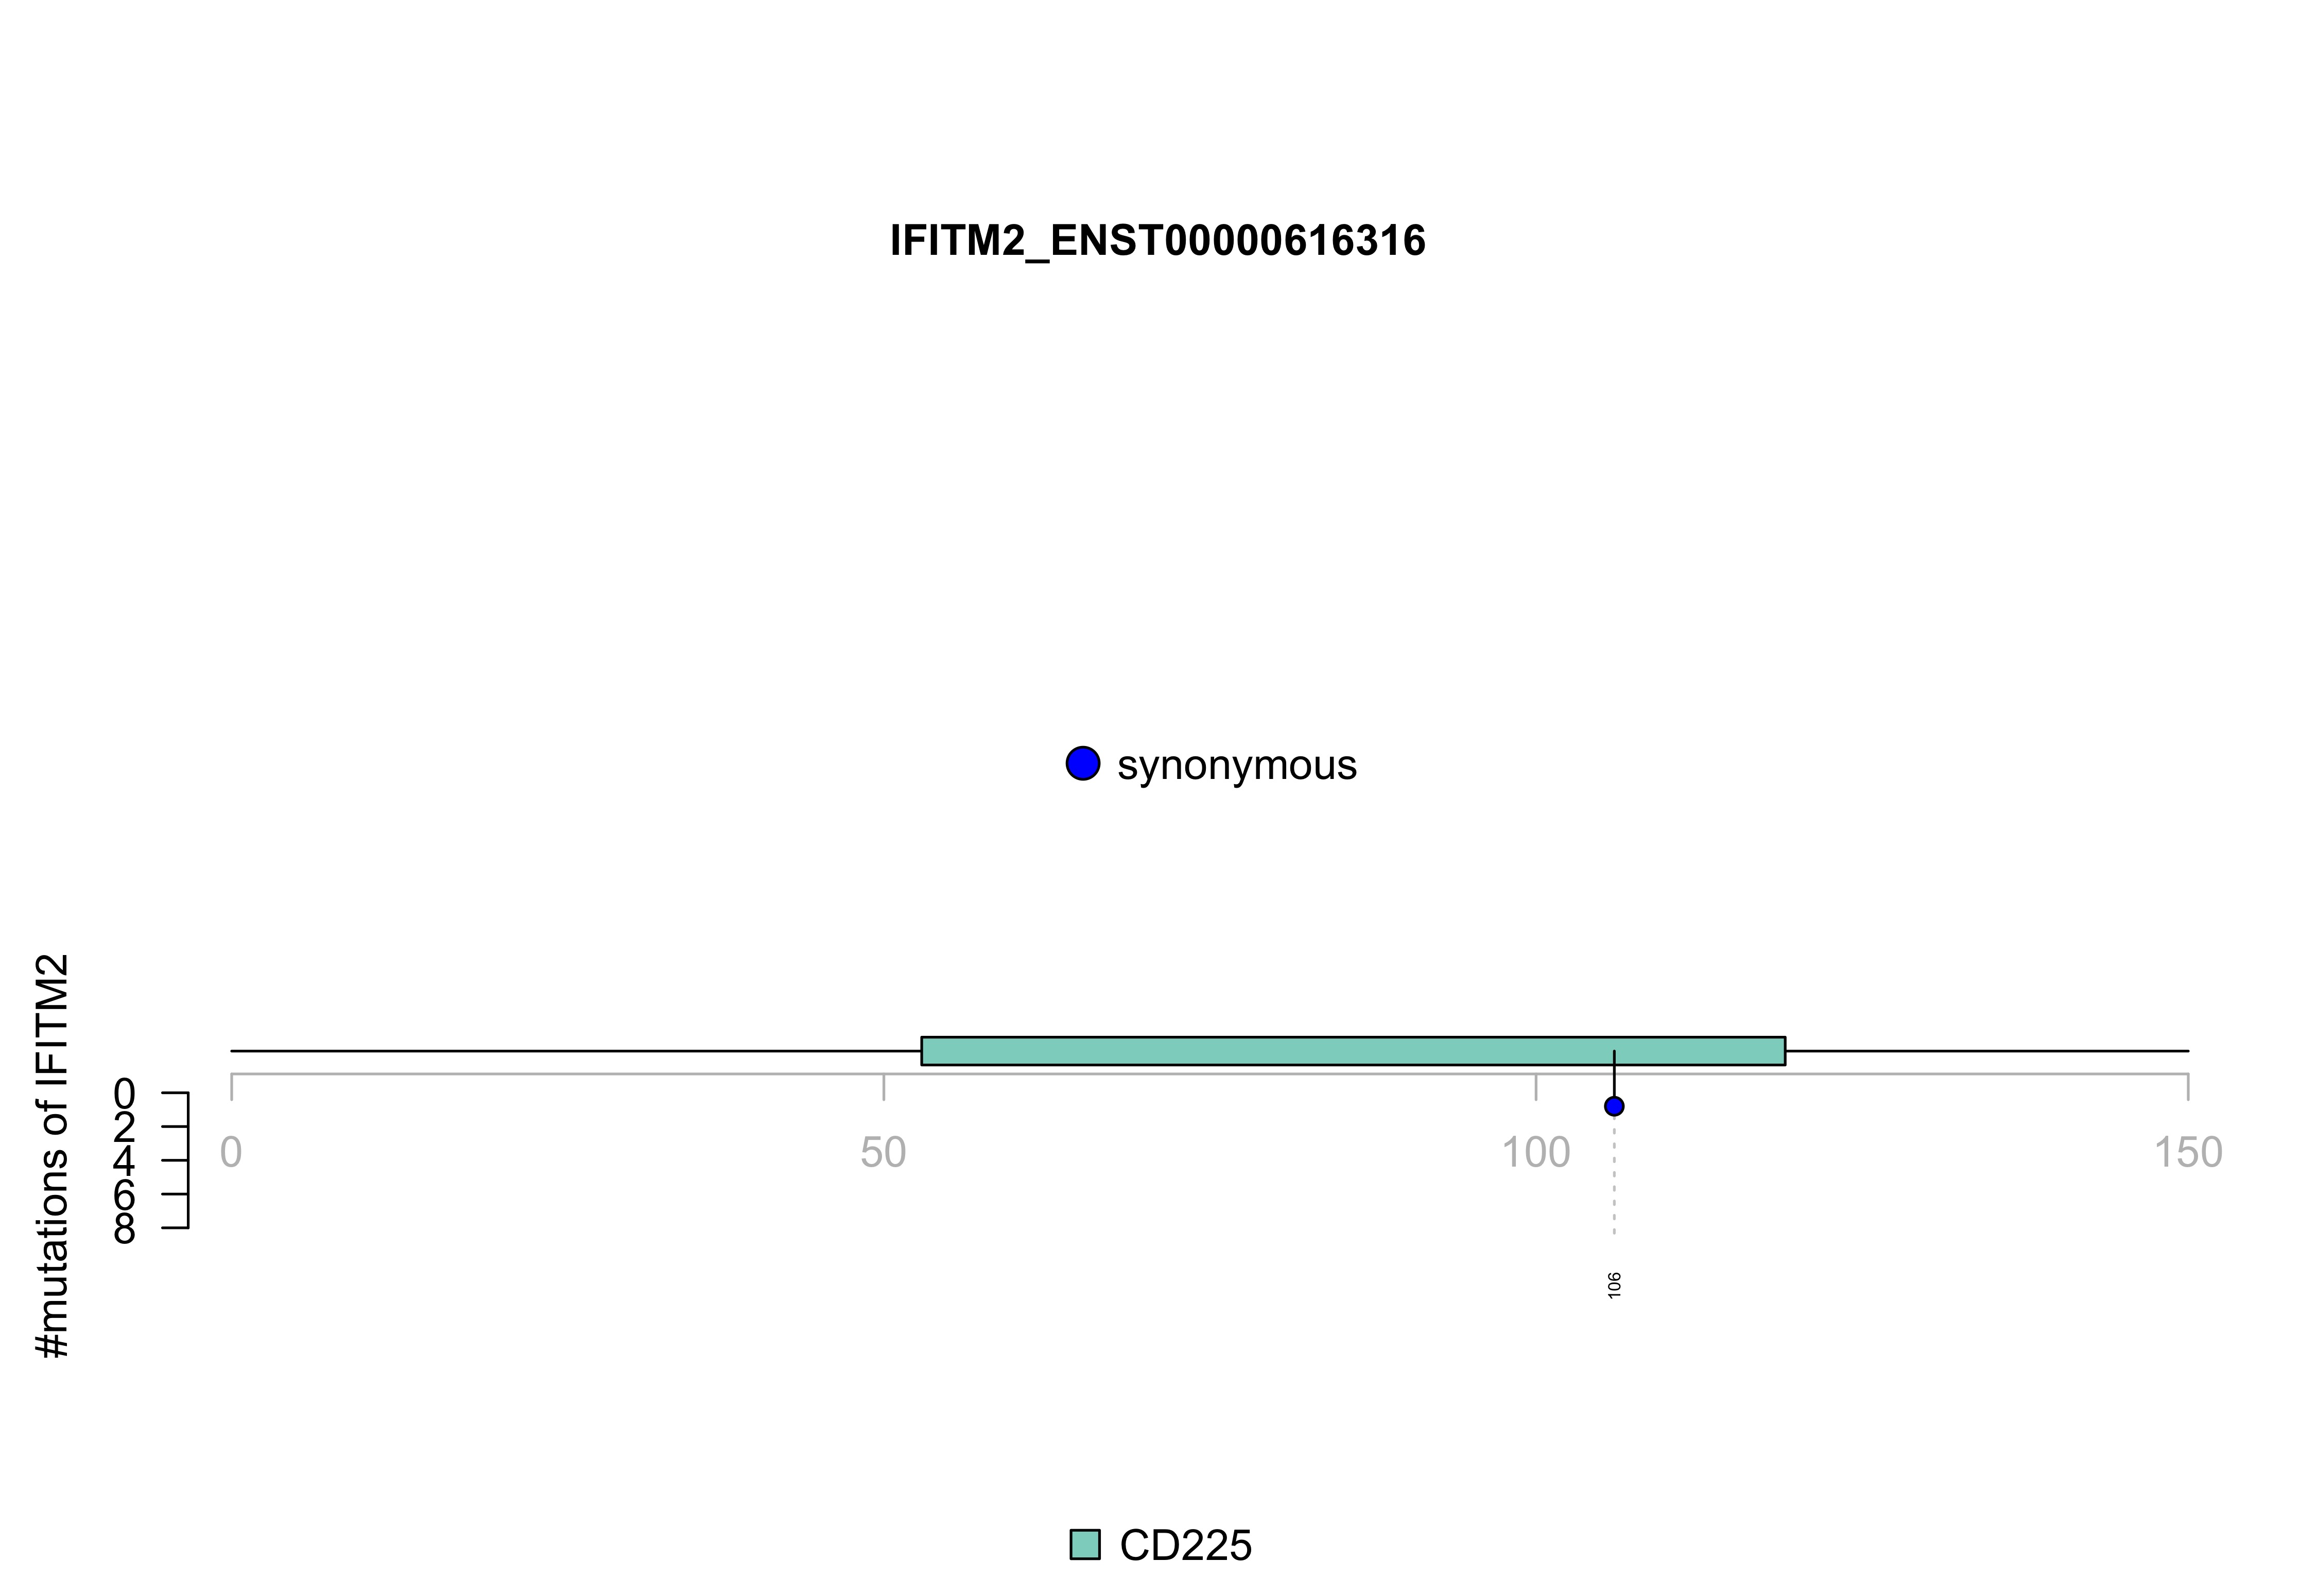 IFITM2_ENST00000616316
synonymous
#mutations of IFITM2
0
2
4
6
8
0
50
100
150
106
CD225